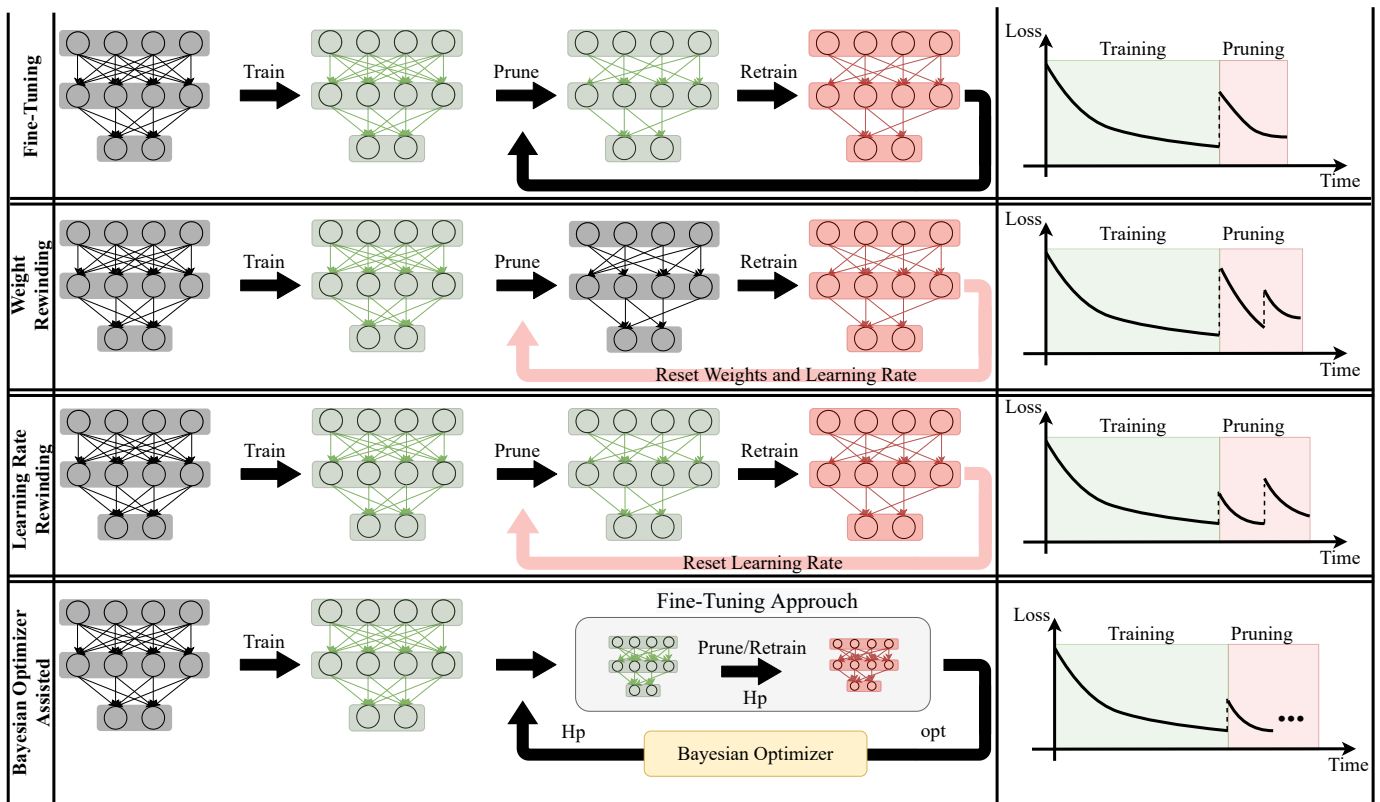 Fine-Tuning
Train
Prune
Retrain
Loss
Training
Pruning
Time
Weight
Rewinding
Train
Prune
Retrain
Reset Weights and Learning Rate
Loss
Training
Pruning
Time
Learning Rate
Rewinding
Train
Prune
Retrain
Reset Learning Rate
Loss
Training
Pruning
Time
Bayesian Optimizer
Assisted
Train
Fine-Tuning Approuch
Prune/Retrain
Hp
Hp
opt
Bayesian Optimizer
Loss
Training
Pruning
Time